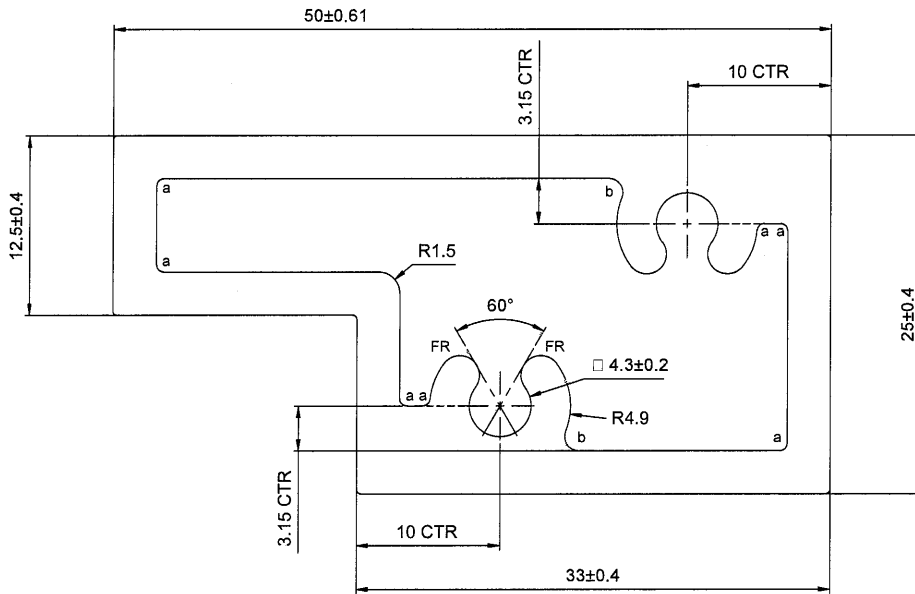 50±0.61
10 CTR
3.15 CTR
a
b
12.5±0.4
a a
a
R1.5
25±0.4
60°
FR
FR
□ 4.3±0.2
a a
R4.9
b
a
3.15 CTR
10 CTR
33±0.4